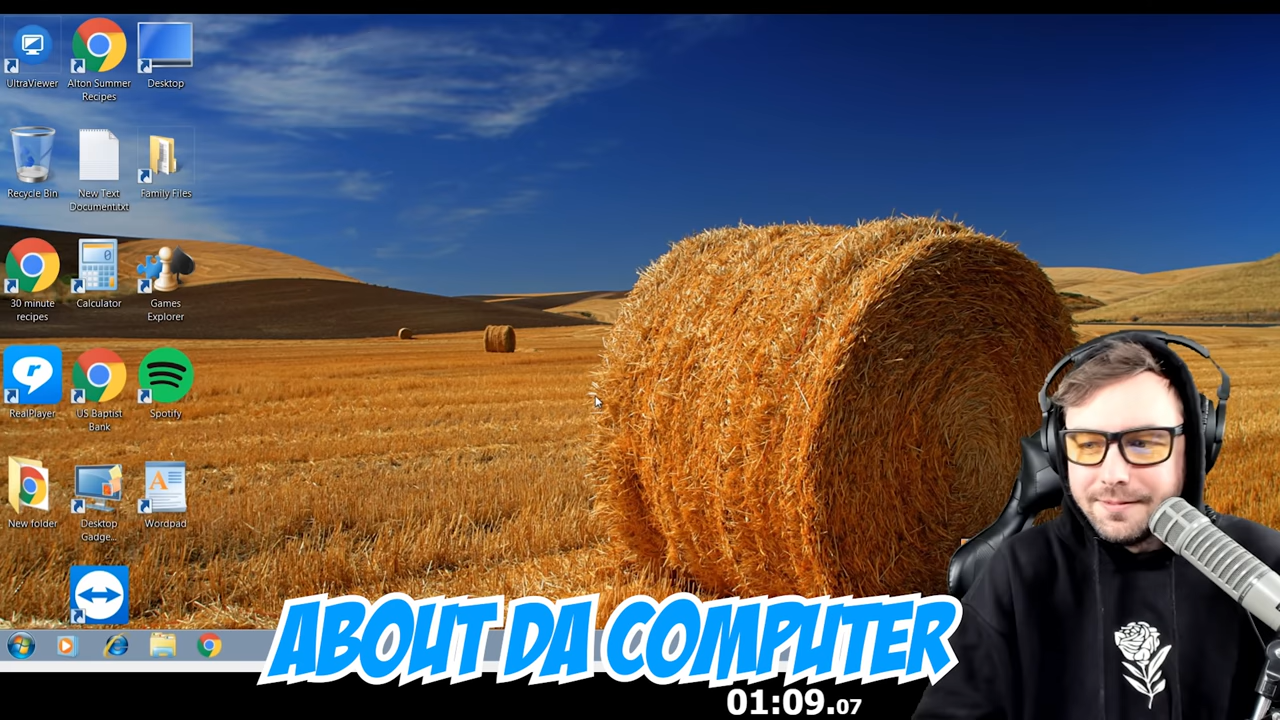 UltraViewer
Alton Summer
Recipes
Desktop
Recycle Bin
New Text
Document.txt
Family Files
30 minute
recipes
Calculator
Games
Explorer
RealPlayer
US Baptist
Bank
Spotify
New folder
Desktop
Gadge...
Wordpad
ABOUT DA COMPUTER
01:09.07